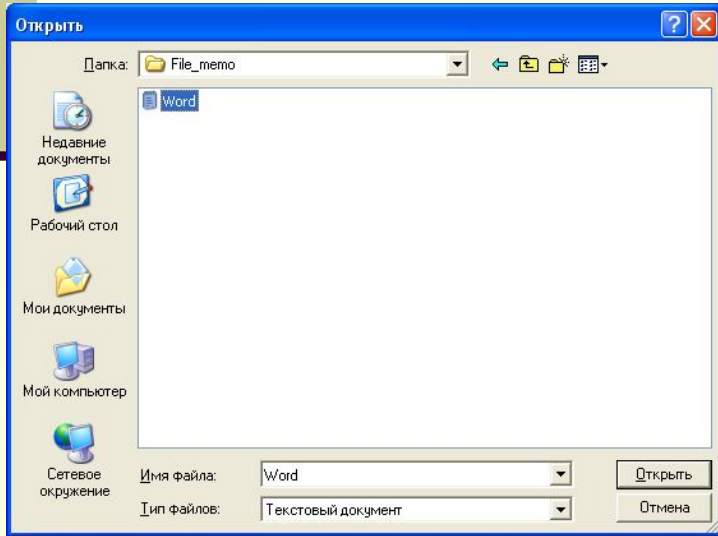 Открыть
Папка: File_memo
Word
Недавние
документы
Рабочий стол
Мои документы
Мой компьютер
Сетевое
окружение
Имя файла: Word Открыть
Тип файлов: Текстовый документ Отмена